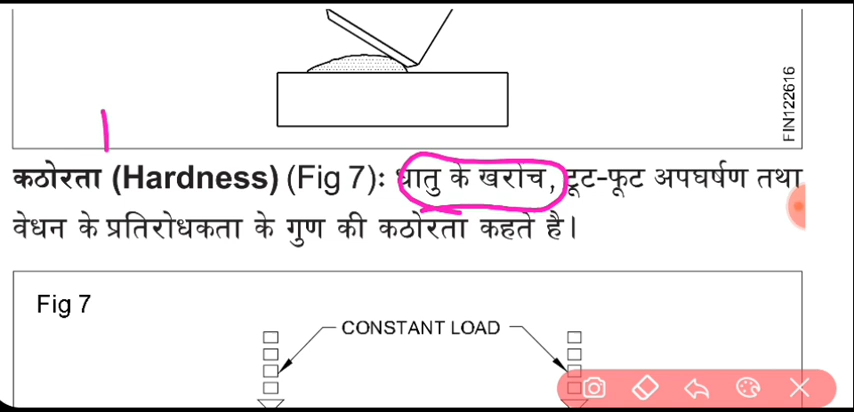 FIN122616
कठोरता (Hardness) (Fig 7): धातु के खरोंच, टूट-फूट अपघर्षण तथा
वेधन के प्रतिरोधकता के गुण की कठोरता कहते है।
Fig 7
CONSTANT LOAD